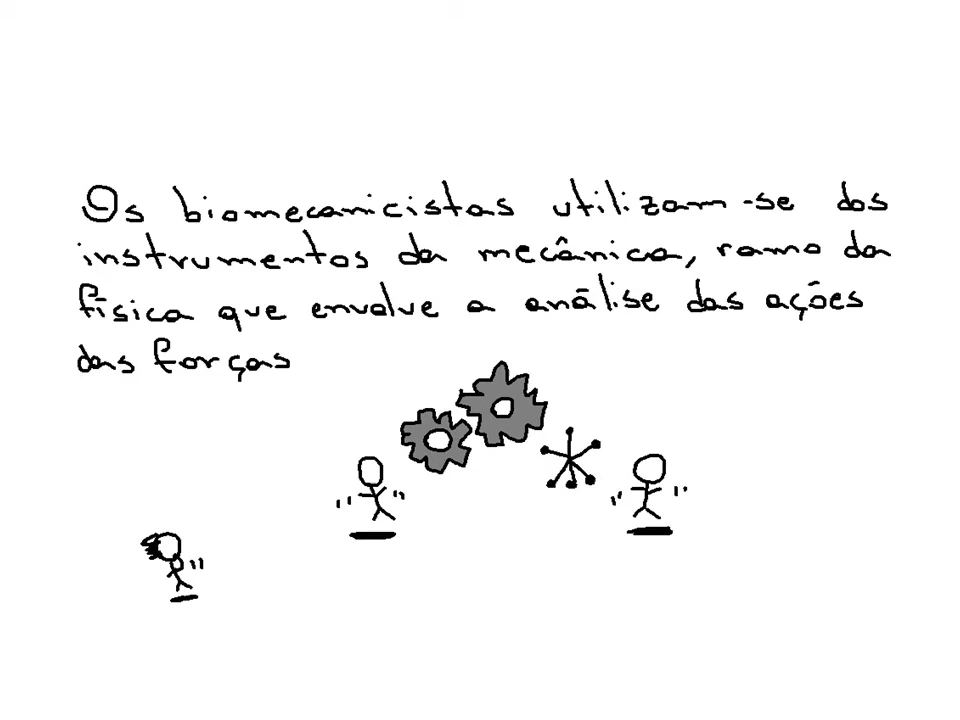 Os biomecanicistas utilizam-se dos
instrumentos da mecânica, ramo da
física que envolve a análise das ações
das forças